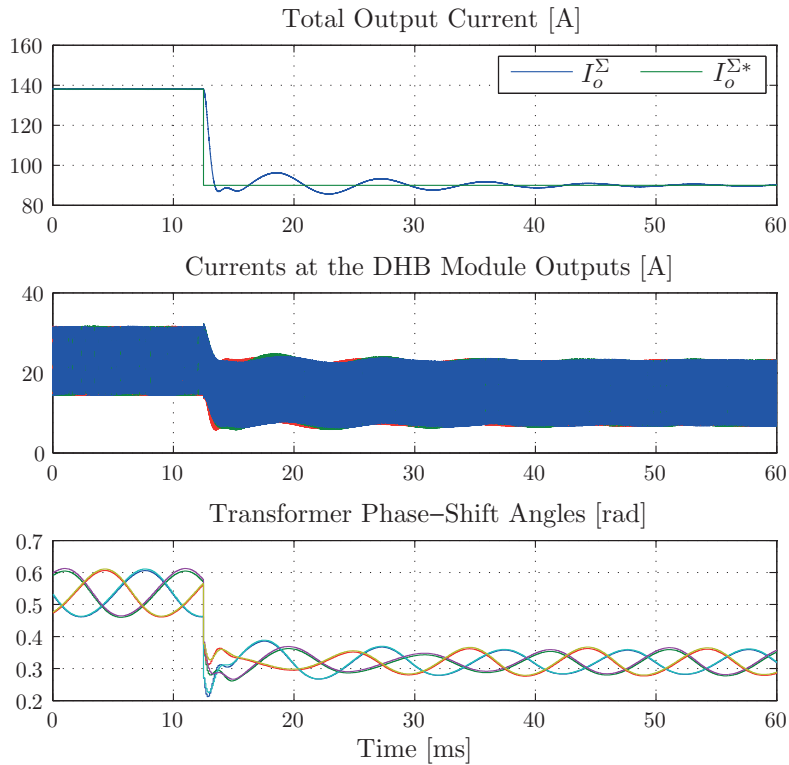 Total Output Current [A]
160
140
120
100
80
I_o^Σ I_o^Σ*
0 10 20 30 40 50 60
Currents at the DHB Module Outputs [A]
40
20
0
0 10 20 30 40 50 60
Transformer Phase–Shift Angles [rad]
0.7
0.6
0.5
0.4
0.3
0.2
0 10 20 30 40 50 60
Time [ms]